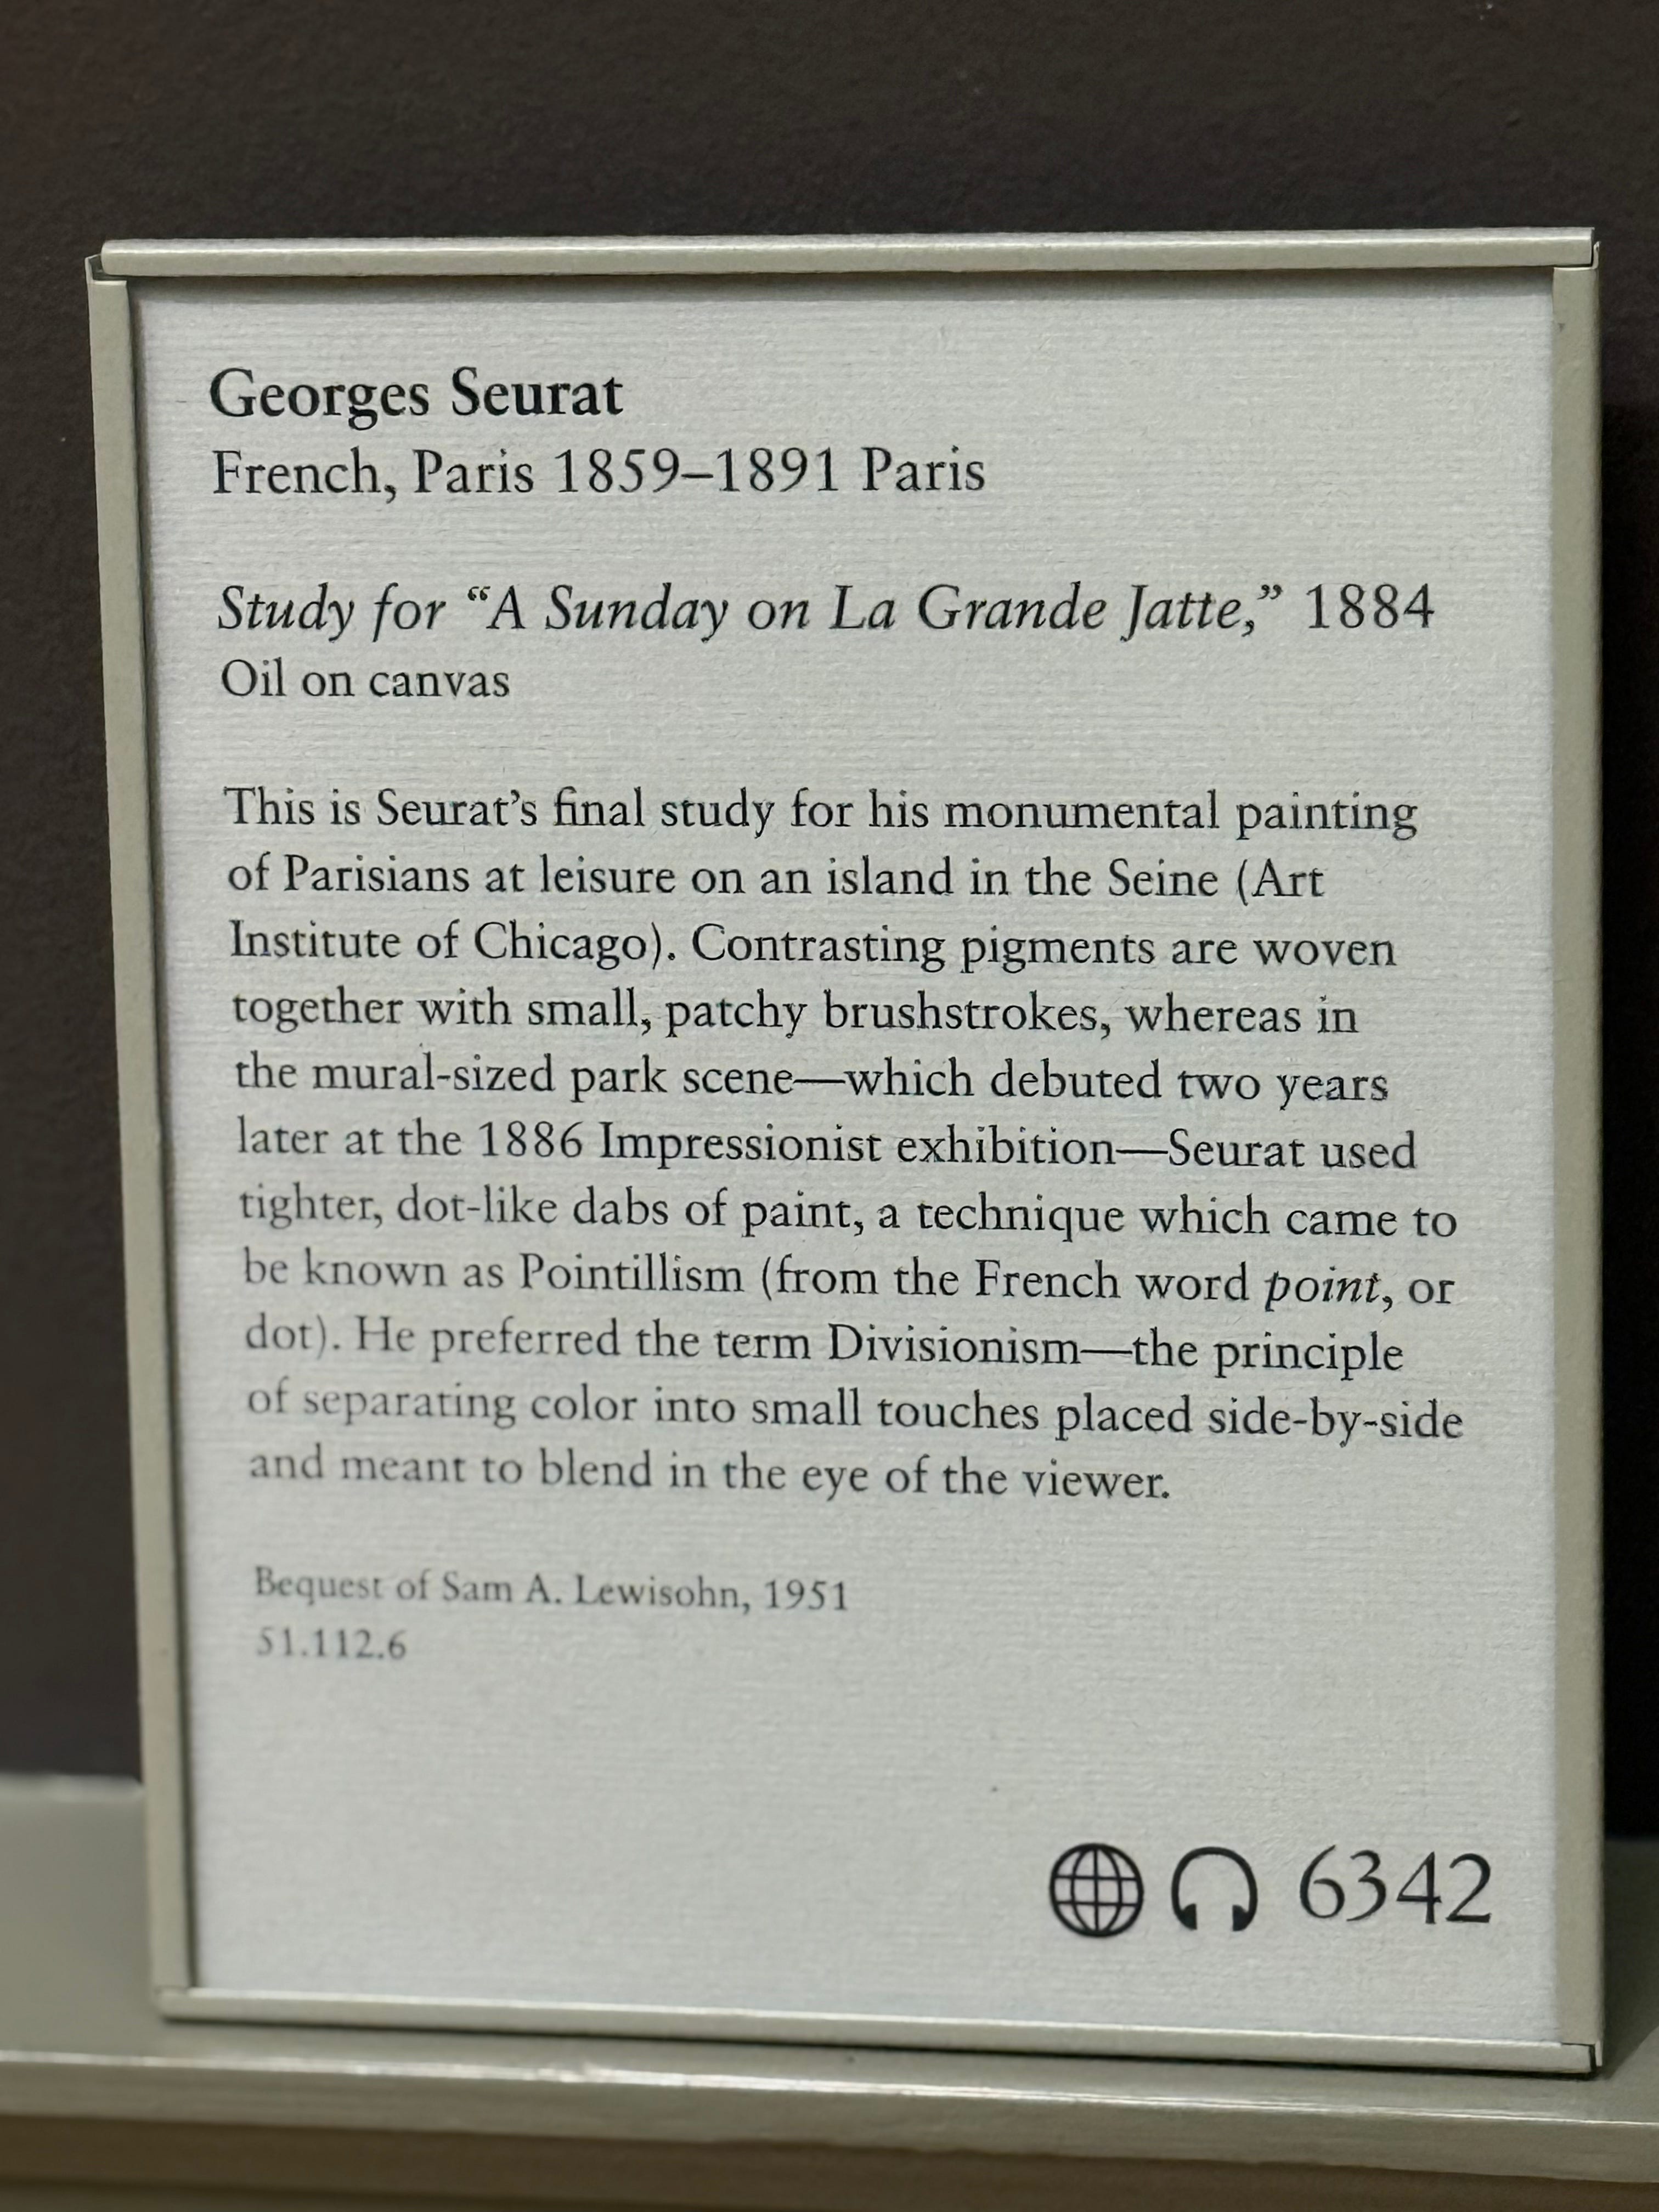 Georges Seurat
French, Paris 1859–1891 Paris
Study for “A Sunday on La Grande Jatte,” 1884
Oil on canvas
This is Seurat’s final study for his monumental painting
of Parisians at leisure on an island in the Seine (Art
Institute of Chicago). Contrasting pigments are woven
together with small, patchy brushstrokes, whereas in
the mural-sized park scene—which debuted two years
later at the 1886 Impressionist exhibition—Seurat used
tighter, dot-like dabs of paint, a technique which came to
be known as Pointillism (from the French word point, or
dot). He preferred the term Divisionism—the principle
of separating color into small touches placed side-by-side
and meant to blend in the eye of the viewer.
Bequest of Sam A. Lewisohn, 1951
51.112.6
6342